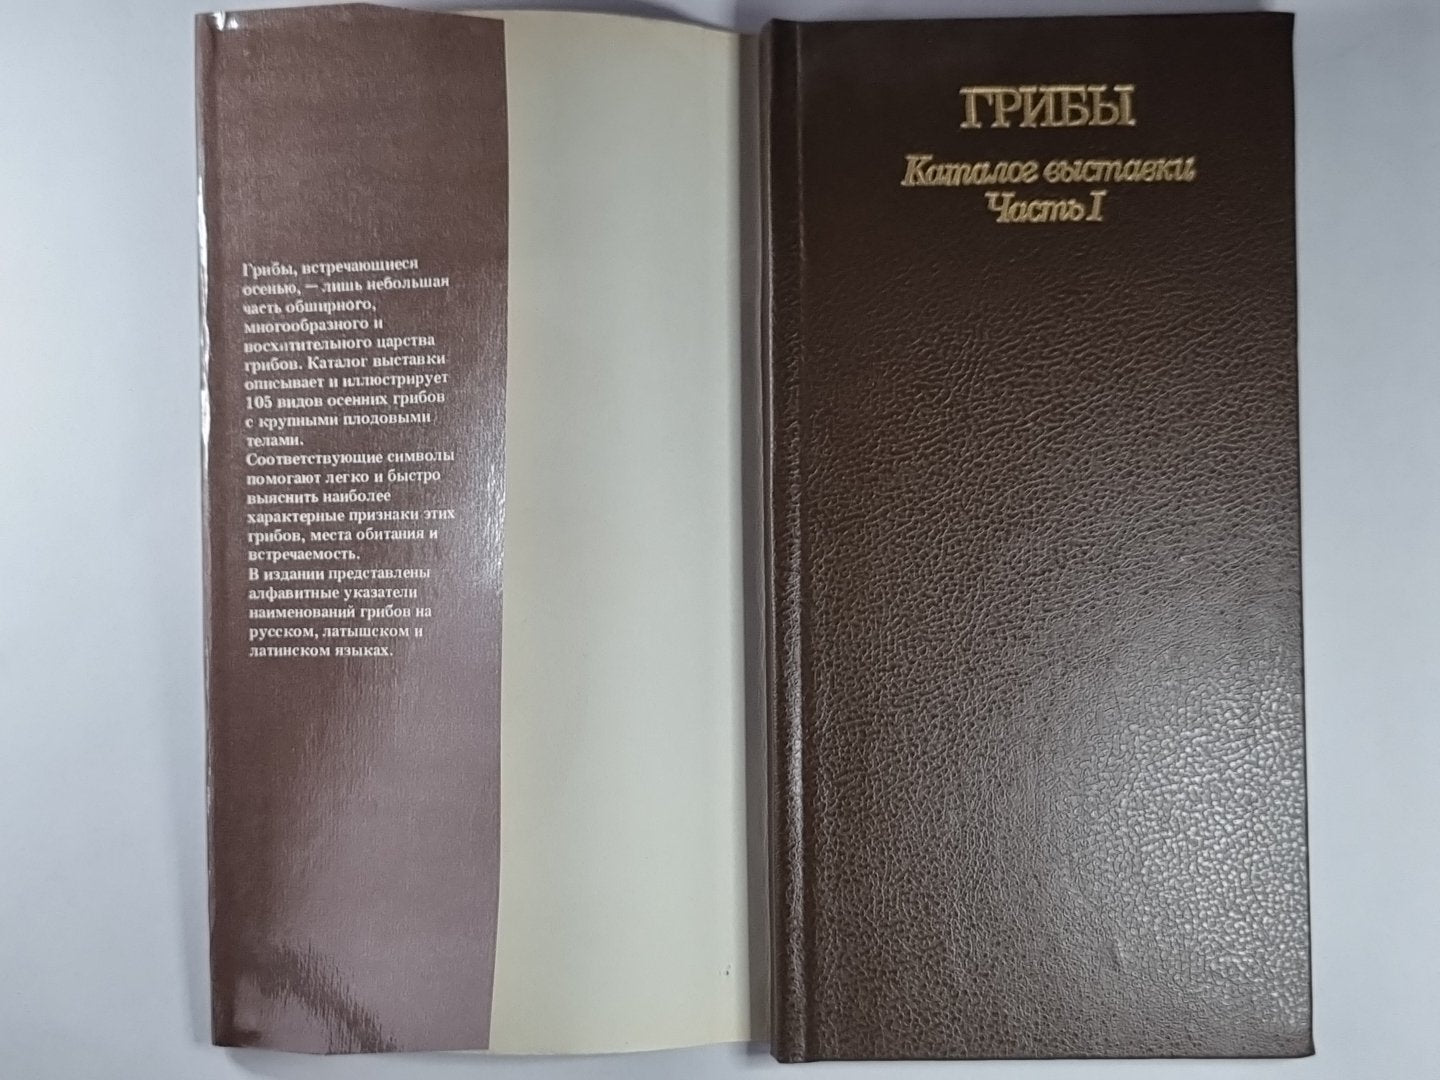 Грибы, встречающиеся
осенью, — лишь небольшая
часть обширного,
многообразного и
восхитительного царства
грибов. Каталог выставки
описывает и иллюстрирует
105 видов осенних грибов
с крупными плодовыми
телами.
Соответствующие символы
помогают легко и быстро
выяснить наиболее
характерные признаки этих
грибов, места обитания и
встречаемость.
В издании представлены
алфавитные указатели
наименований грибов на
русском, латышском и
латинском языках.
ГРИБЫ
Каталог выставки
Часть I